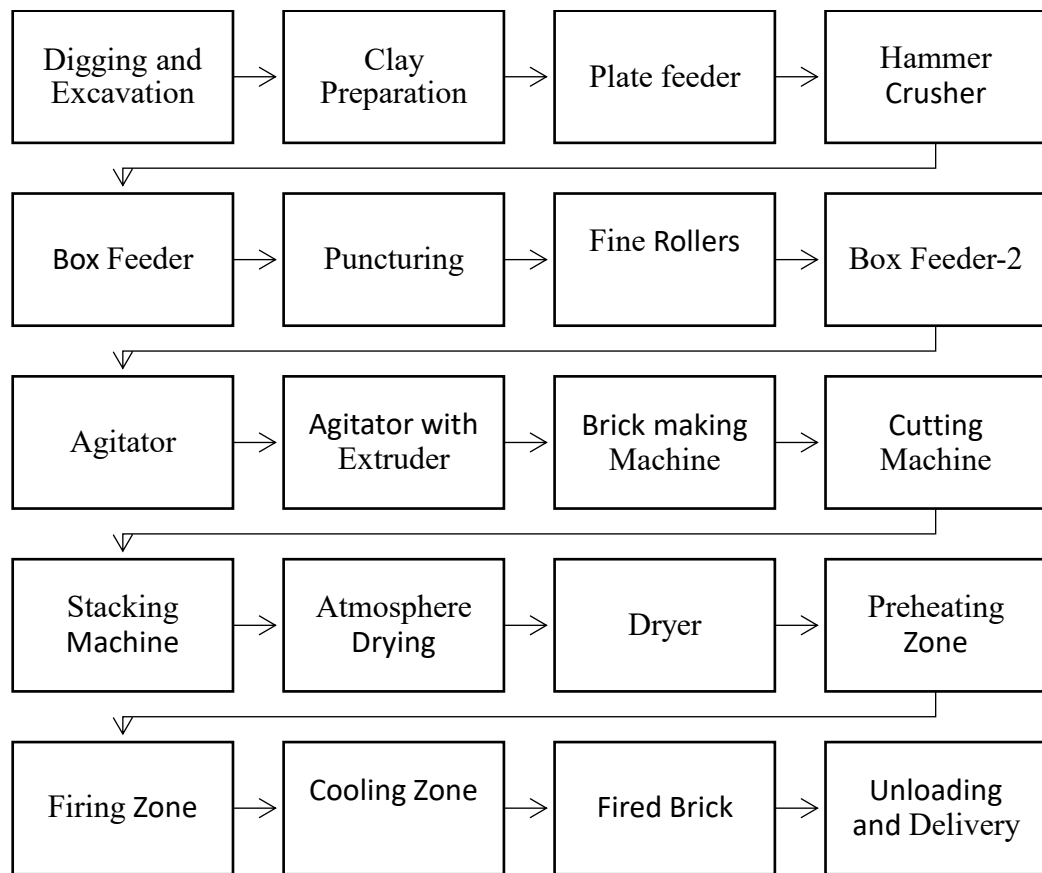 Digging and
Excavation
Clay
Preparation
Plate feeder
Hammer
Crusher
Box Feeder
Puncturing
Fine Rollers
Box Feeder-2
Agitator
Agitator with
Extruder
Brick making
Machine
Cutting
Machine
Stacking
Machine
Atmosphere
Drying
Dryer
Preheating
Zone
Firing Zone
Cooling Zone
Fired Brick
Unloading
and Delivery